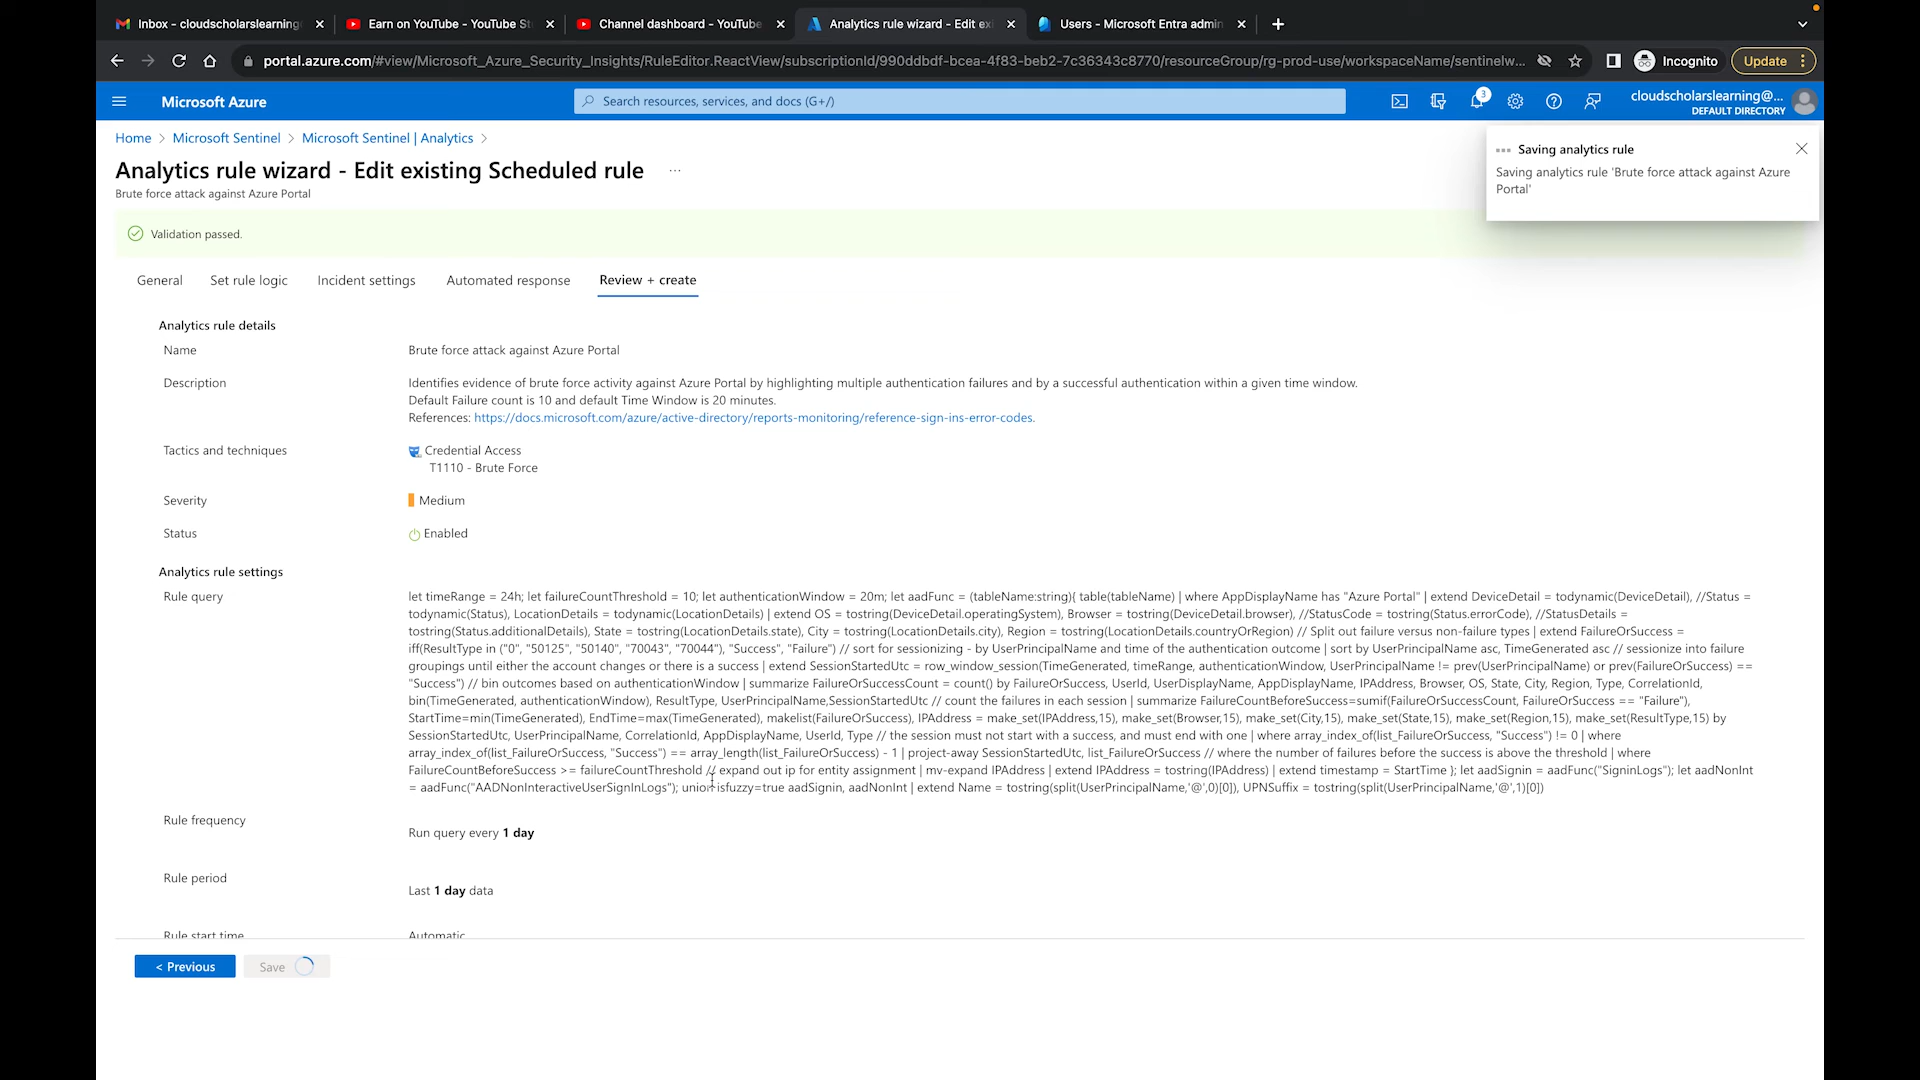 Inbox - cloudscholarslearning
Earn on YouTube - YouTube St
Channel dashboard - YouTube
Analytics rule wizard - Edit ex
Users - Microsoft Entra admin
portal.azure.com/#view/Microsoft_Azure_Security_Insights/RuleEditor.ReactView/subscriptionId/990ddbdf-bcea-4f83-beb2-7c36343c8770/resourceGroup/rg-prod-use/workspaceName/sentinelw...
Incognito
Update
Microsoft Azure
Search resources, services, and docs (G+/)
3
cloudscholarslearning@...
DEFAULT DIRECTORY
Home > Microsoft Sentinel > Microsoft Sentinel | Analytics >
Analytics rule wizard - Edit existing Scheduled rule ...
Brute force attack against Azure Portal
Saving analytics rule
Saving analytics rule 'Brute force attack against Azure
Portal'
Validation passed.
General
Set rule logic
Incident settings
Automated response
Review + create
Analytics rule details
Name
Brute force attack against Azure Portal
Description
Identifies evidence of brute force activity against Azure Portal by highlighting multiple authentication failures and by a successful authentication within a given time window.
Default Failure count is 10 and default Time Window is 20 minutes.
References: https://docs.microsoft.com/azure/active-directory/reports-monitoring/reference-sign-ins-error-codes.
Tactics and techniques
Credential Access
T1110 - Brute Force
Severity
Medium
Status
Enabled
Analytics rule settings
Rule query
let timeRange = 24h; let failureCountThreshold = 10; let authenticationWindow = 20m; let aadFunc = (tableName:string){ table(tableName) | where AppDisplayName has "Azure Portal" | extend DeviceDetail = todynamic(DeviceDetail), //Status =
todynamic(Status), LocationDetails = todynamic(LocationDetails) | extend OS = tostring(DeviceDetail.operatingSystem), Browser = tostring(DeviceDetail.browser), //StatusCode = tostring(Status.errorCode), //StatusDetails =
tostring(Status.additionalDetails), State = tostring(LocationDetails.state), City = tostring(LocationDetails.city), Region = tostring(LocationDetails.countryOrRegion) // Split out failure versus non-failure types | extend FailureOrSuccess =
iff(ResultType in ("0", "50125", "50140", "70043", "70044"), "Success", "Failure") // sort for sessionizing - by UserPrincipalName and time of the authentication outcome | sort by UserPrincipalName asc, TimeGenerated asc // sessionize into failure
groupings until either the account changes or there is a success | extend SessionStartedUtc = row_window_session(TimeGenerated, timeRange, authenticationWindow, UserPrincipalName != prev(UserPrincipalName) or prev(FailureOrSuccess) ==
"Success") // bin outcomes based on authenticationWindow | summarize FailureOrSuccessCount = count() by FailureOrSuccess, UserId, UserDisplayName, AppDisplayName, IPAddress, Browser, OS, State, City, Region, Type, CorrelationId,
bin(TimeGenerated, authenticationWindow), ResultType, UserPrincipalName,SessionStartedUtc // count the failures in each session | summarize FailureCountBeforeSuccess=sumif(FailureOrSuccessCount, FailureOrSuccess == "Failure"),
StartTime=min(TimeGenerated), EndTime=max(TimeGenerated), makelist(FailureOrSuccess), IPAddress = make_set(IPAddress,15), make_set(Browser,15), make_set(City,15), make_set(State,15), make_set(Region,15), make_set(ResultType,15) by
SessionStartedUtc, UserPrincipalName, CorrelationId, AppDisplayName, UserId, Type // the session must not start with a success, and must end with one | where array_index_of(list_FailureOrSuccess, "Success") != 0 | where
array_index_of(list_FailureOrSuccess, "Success") == array_length(list_FailureOrSuccess) - 1 | project-away SessionStartedUtc, list_FailureOrSuccess // where the number of failures before the success is above the threshold | where
FailureCountBeforeSuccess >= failureCountThreshold // expand out ip for entity assignment | mv-expand IPAddress | extend IPAddress = tostring(IPAddress) | extend timestamp = StartTime }; let aadSignin = aadFunc("SigninLogs"); let aadNonInt
= aadFunc("AADNonInteractiveUserSignInLogs"); union isfuzzy=true aadSignin, aadNonInt | extend Name = tostring(split(UserPrincipalName,'@',0)[0]), UPNSuffix = tostring(split(UserPrincipalName,'@',1)[0])
Rule frequency
Run query every 1 day
Rule period
Last 1 day data
Rule start time
Automatic
< Previous
Save